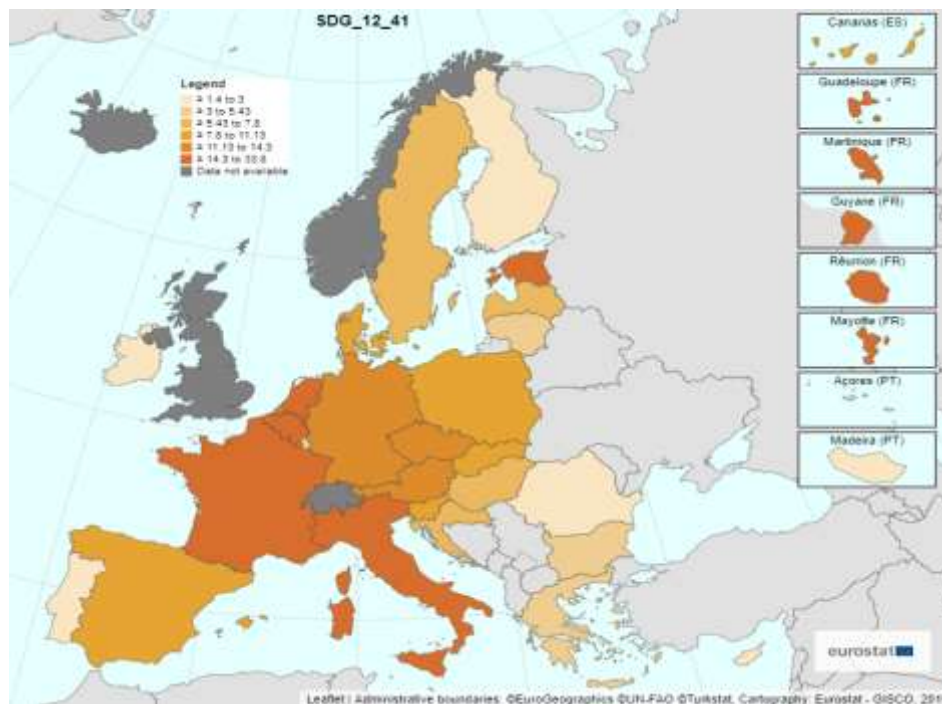 SDG_12_41
Legend
≥ 1.4 to 3
≥ 3 to 5.43
≥ 5.43 to 7.8
≥ 7.8 to 11.13
≥ 11.13 to 14.3
≥ 14.3 to
Data not available
Canarias (ES)
Guadeloupe (FR)
Martinique (FR)
Guyane (FR)
Réunion (FR)
Mayotte (FR)
Açores (PT)
Madeira (PT)
eurostat
Leaflet | Administrative boundaries: ©EuroGeographics ©UN-FAO ©Turkstat, Cartography: Eurostat - GISCO, 201